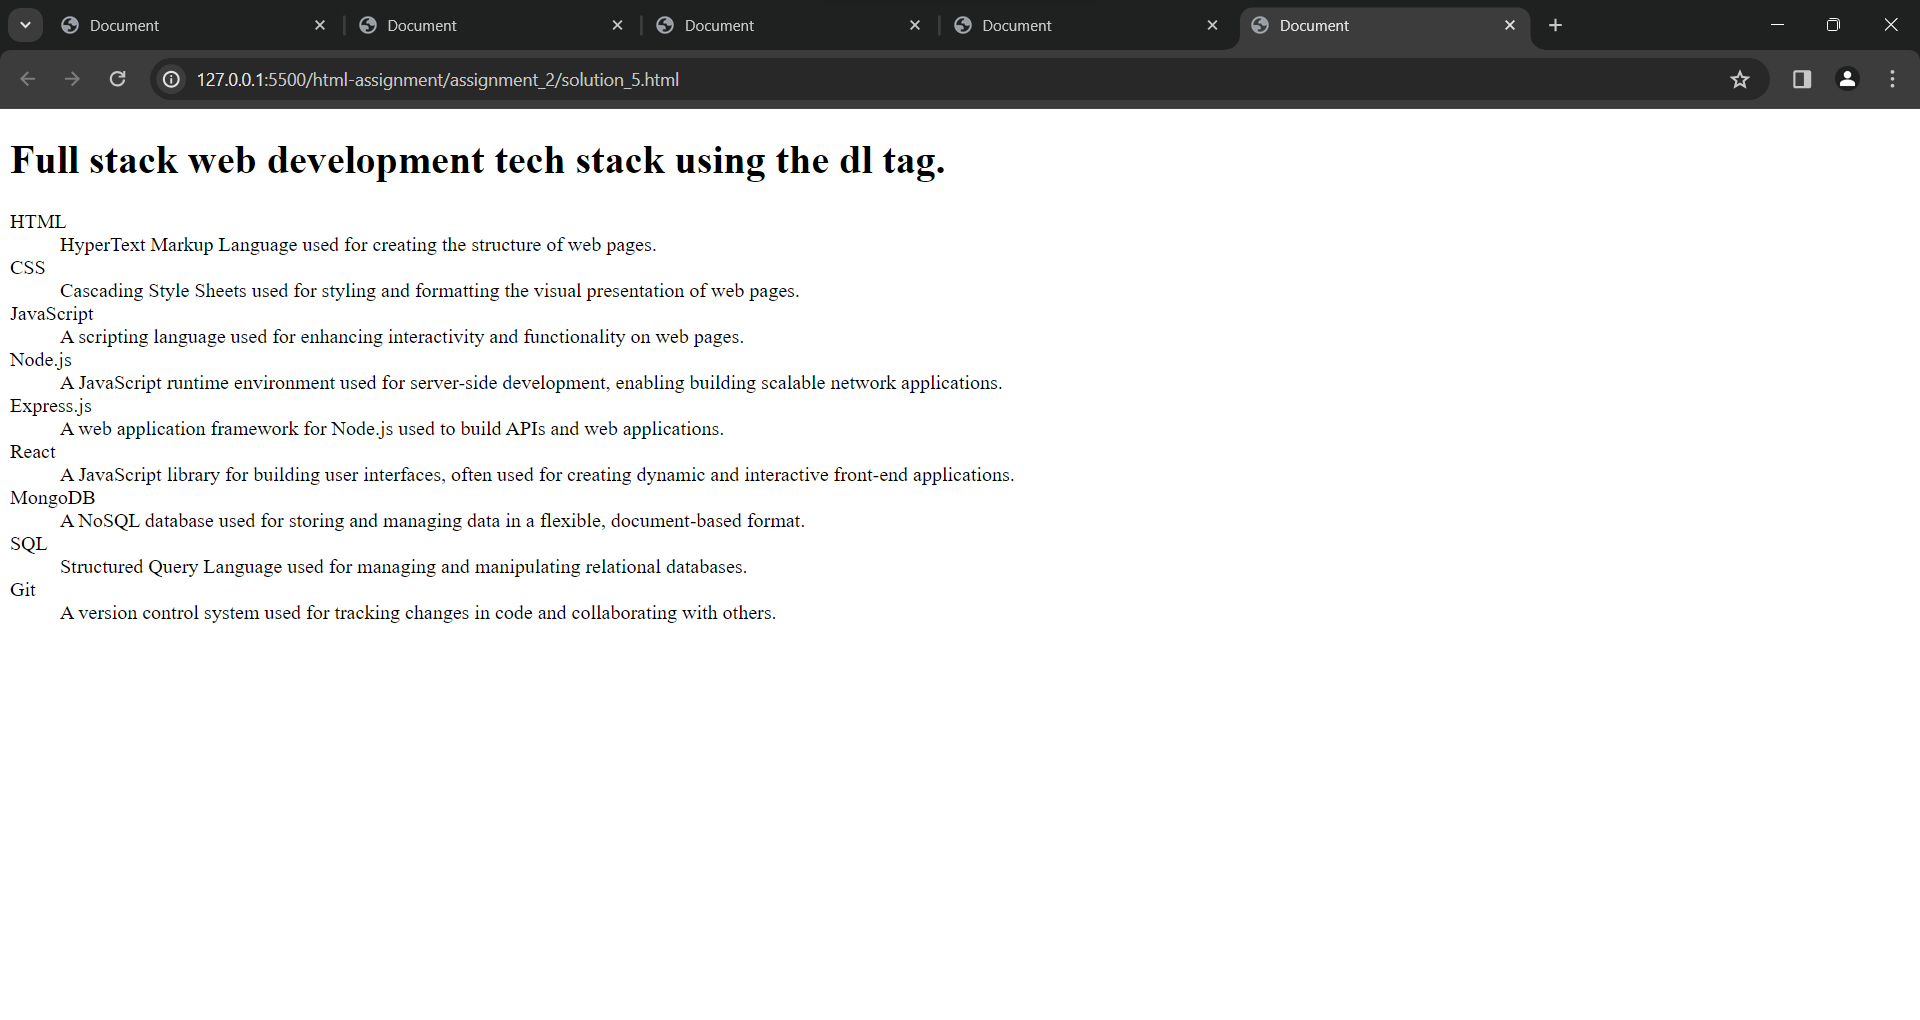 Document Document Document Document Document
127.0.0.1:5500/html-assignment/assignment_2/solution_5.html
Full stack web development tech stack using the dl tag.
HTML
HyperText Markup Language used for creating the structure of web pages.
CSS
Cascading Style Sheets used for styling and formatting the visual presentation of web pages.
JavaScript
A scripting language used for enhancing interactivity and functionality on web pages.
Node.js
A JavaScript runtime environment used for server-side development, enabling building scalable network applications.
Express.js
A web application framework for Node.js used to build APIs and web applications.
React
A JavaScript library for building user interfaces, often used for creating dynamic and interactive front-end applications.
MongoDB
A NoSQL database used for storing and managing data in a flexible, document-based format.
SQL
Structured Query Language used for managing and manipulating relational databases.
Git
A version control system used for tracking changes in code and collaborating with others.